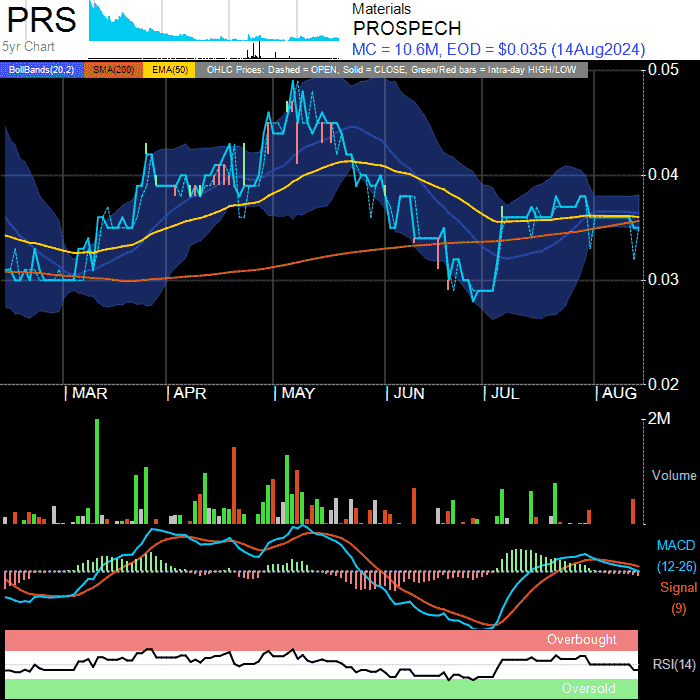 PRS
5yr Chart
Materials
PROSPECH
MC = 10.6M, EOD = $0.035 (14Aug2024)
BollBands(20,2) SMA(200) EMA(50) OHLC Prices: Dashed = OPEN, Solid = CLOSE, Green/Red bars = Intra-day HIGH/LOW
0.05
0.04
0.03
0.02
| MAR | APR | MAY | JUN | JUL | AUG
2M
Volume
MACD
(12-26)
Signal
(9)
Overbought
RSI(14)
Oversold